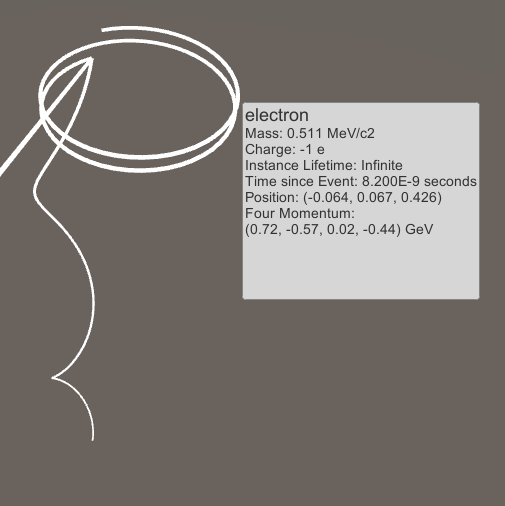 electron
Mass: 0.511 MeV/c2
Charge: -1 e
Instance Lifetime: Infinite
Time since Event: 8.200E-9 seconds
Position: (-0.064, 0.067, 0.426)
Four Momentum:
(0.72, -0.57, 0.02, -0.44) GeV